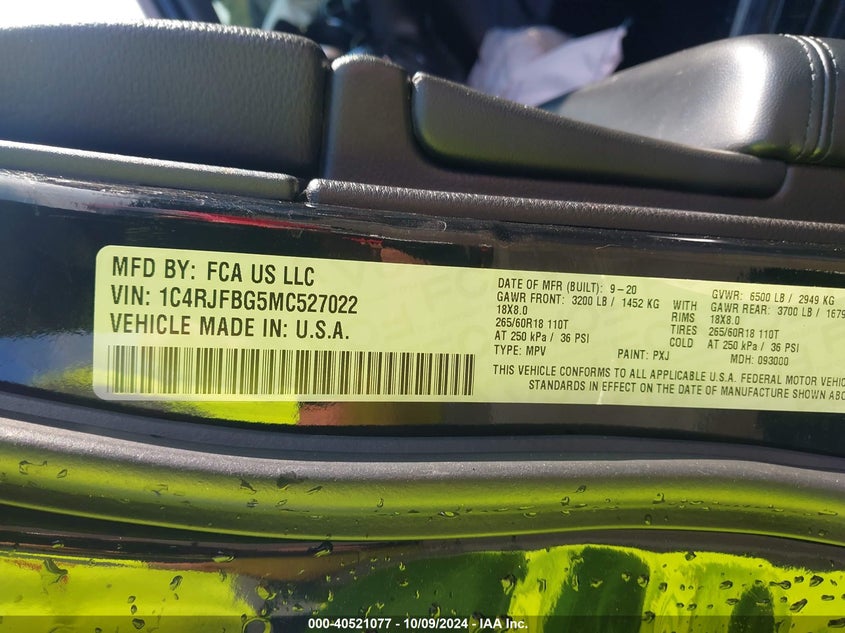 MFD BY: FCA US LLC
VIN: 1C4RJFBG5MC527022
VEHICLE MADE IN: U.S.A.
DATE OF MFR (BUILT) 9-20
GAWR FRONT: 3200 LB / 1452 KG
18X8.0
265/60R18 110T
AT 250 kPa / 36 PSI
TYPE: MPV
PAINT: PXJ
WITH
RIMS
TIRES
COLD
GVWR: 6500 LB / 2949 KG
GAWR REAR: 3700 LB / 1679
18X8.0
265/60R18 110T
AT 250 kPa / 36 PSI
MDH: 093000
THIS VEHICLE CONFORMS TO ALL APPLICABLE U.S.A. FEDERAL MOTOR VEHIC
STANDARDS IN EFFECT ON THE DATE OF MANUFACTURE SHOWN ABO
000-40521077 - 10/09/2024 - IAA Inc.